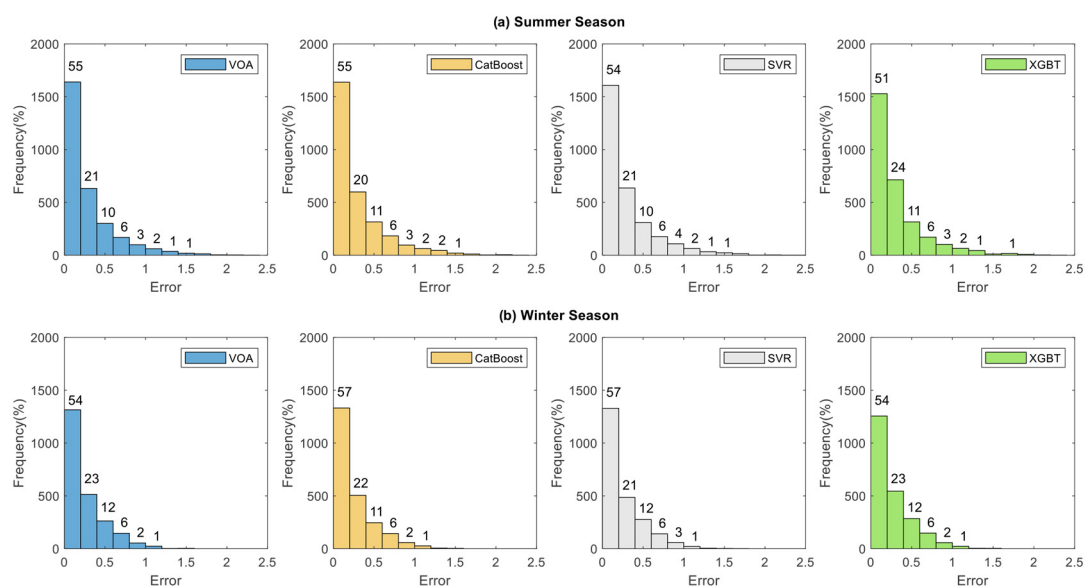 (a) Summer Season
2000
1500
1000
500
0
Frequency(%)
55
21
10
6
3
2
1
1
VOA
0 0.5 1 1.5 2 2.5
Error
2000
1500
1000
500
0
Frequency(%)
55
20
11
6
3
2
2
1
CatBoost
0 0.5 1 1.5 2 2.5
Error
2000
1500
1000
500
0
Frequency(%)
54
21
10
6
4
2
1
1
SVR
0 0.5 1 1.5 2 2.5
Error
2000
1500
1000
500
0
Frequency(%)
51
24
11
6
3
2
1
1
XGBT
0 0.5 1 1.5 2 2.5
Error
(b) Winter Season
2000
1500
1000
500
0
Frequency(%)
54
23
12
6
2
1
VOA
0 0.5 1 1.5 2 2.5
Error
2000
1500
1000
500
0
Frequency(%)
57
22
11
6
2
1
CatBoost
0 0.5 1 1.5 2 2.5
Error
2000
1500
1000
500
0
Frequency(%)
57
21
12
6
3
1
SVR
0 0.5 1 1.5 2 2.5
Error
2000
1500
1000
500
0
Frequency(%)
54
23
12
6
2
1
XGBT
0 0.5 1 1.5 2 2.5
Error